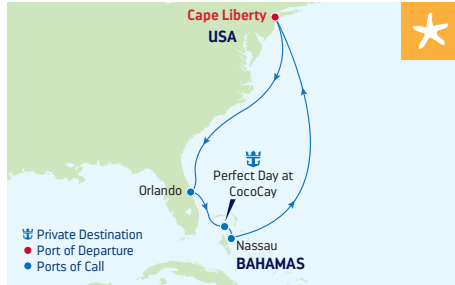 Cape Liberty
USA
Perfect Day at
CocoCay
Orlando
Nassau
BAHAMAS
Private Destination
Port of Departure
Ports of Call